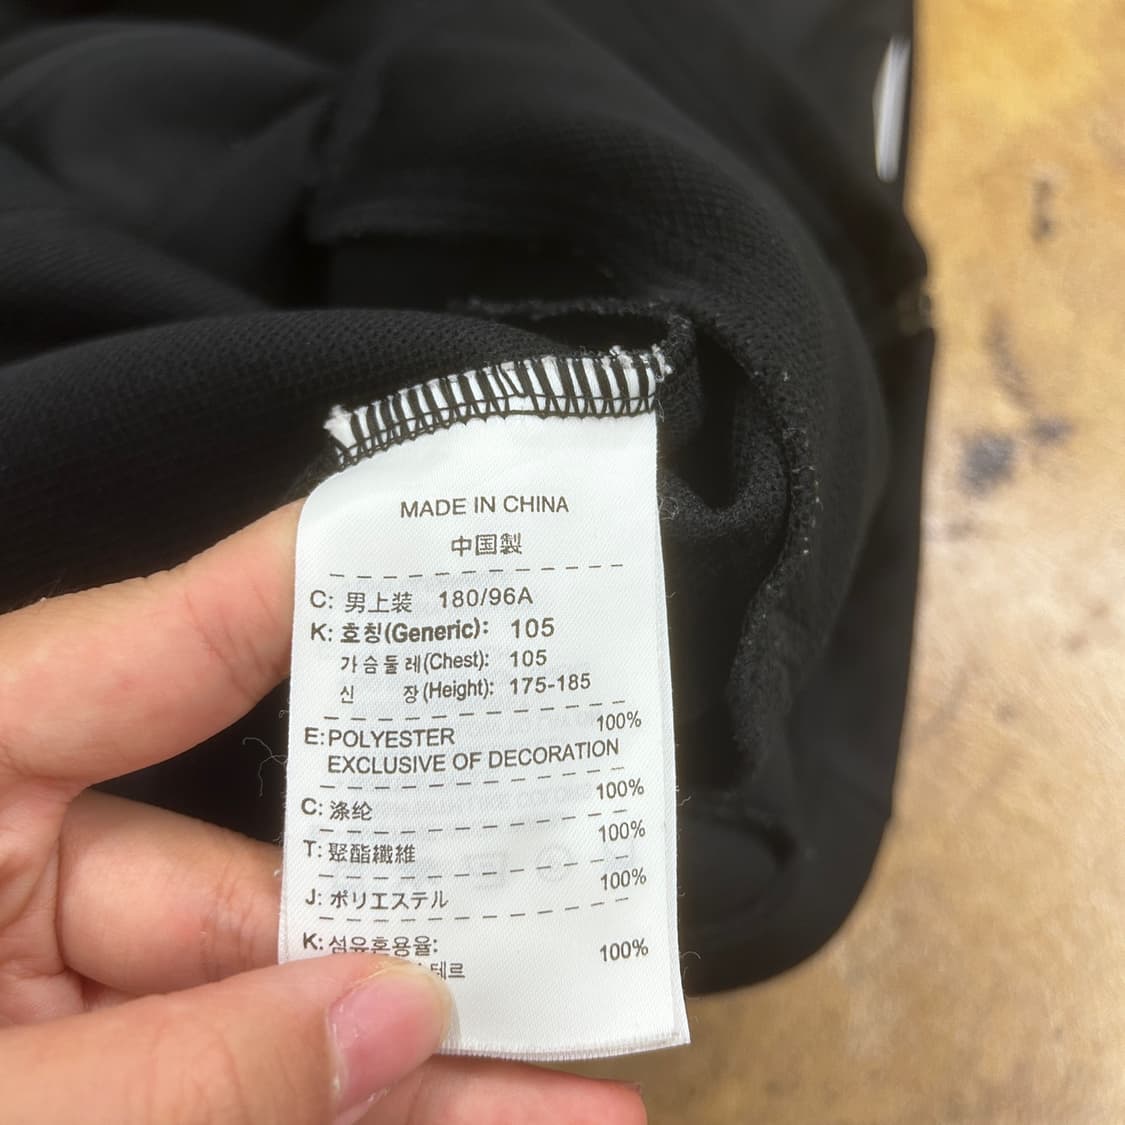 MADE IN CHINA
中国製
C: 男上装 180/96A
K: 호칭(Generic): 105
가슴둘레(Chest): 105
신 장(Height): 175-185
E:POLYESTER 100%
EXCLUSIVE OF DECORATION
C: 涤纶 100%
T: 聚酯纖維 100%
J: ポリエステル 100%
K: 섬유혼용율:
테르 100%